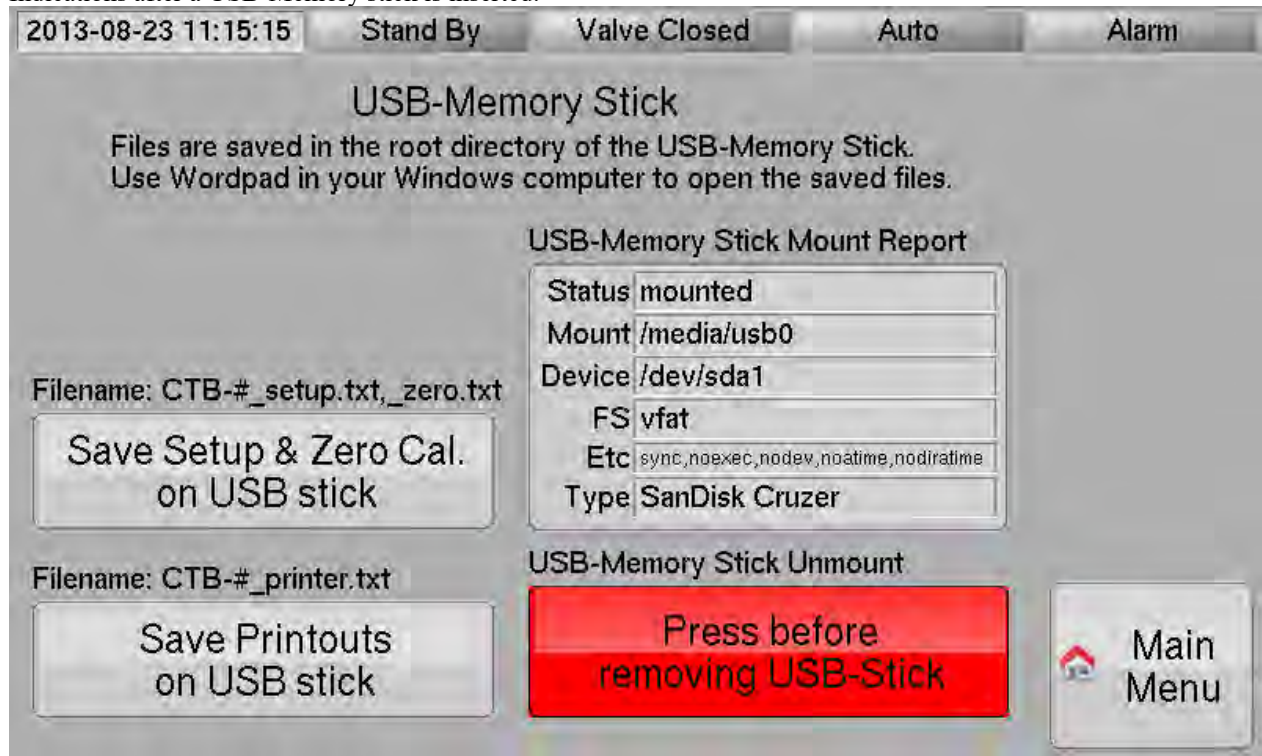 2013-08-23 11:15:15 Stand By Valve Closed Auto Alarm
USB-Memory Stick
Files are saved in the root directory of the USB-Memory Stick.
Use Wordpad in your Windows computer to open the saved files.
USB-Memory Stick Mount Report
Status mounted
Mount /media/usb0
Device /dev/sda1
FS vfat
Etc sync,noexec,nodev,noatime,nodiratime
Type SanDisk Cruzer
Filename: CTB-#_setup.txt,_zero.txt
Save Setup & Zero Cal.
on USB stick
USB-Memory Stick Unmount
Press before
removing USB-Stick
Filename: CTB-#_printer.txt
Save Printouts
on USB stick
Main
Menu